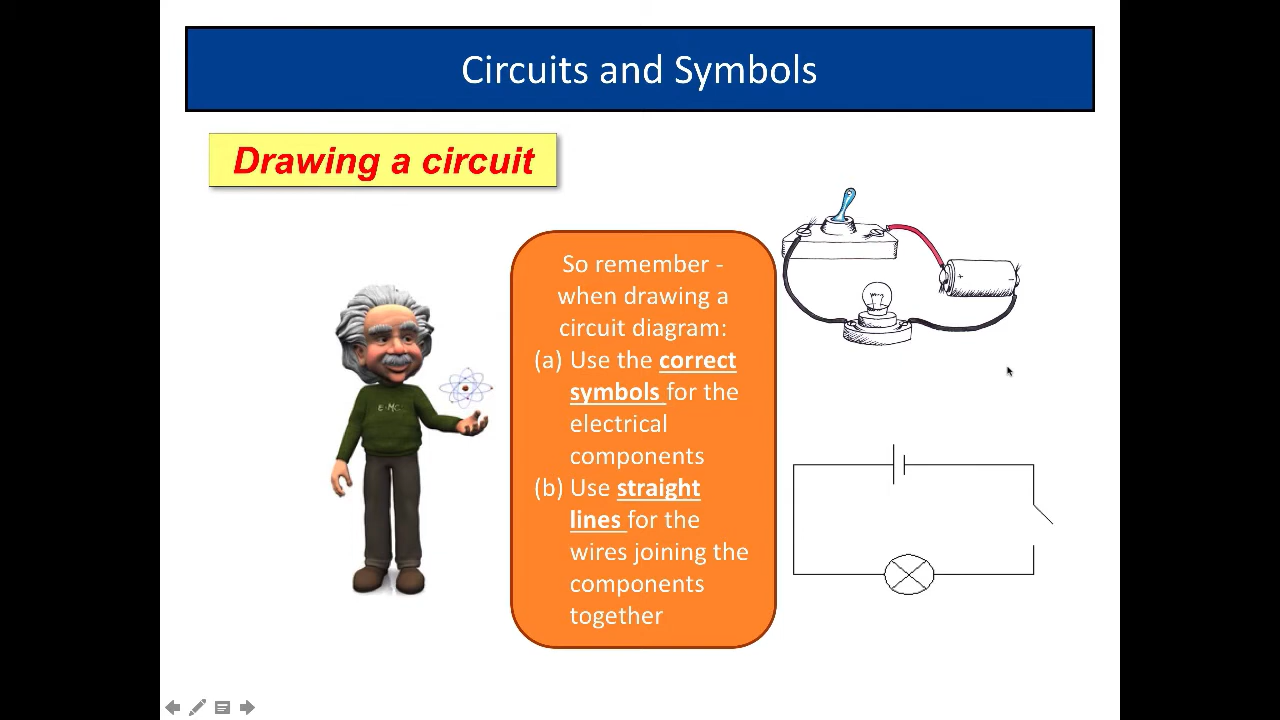 Circuits and Symbols
Drawing a circuit
So remember -
when drawing a
circuit diagram:
(a) Use the correct
symbols for the
electrical
components
(b) Use straight
lines for the
wires joining the
components
together
+ -